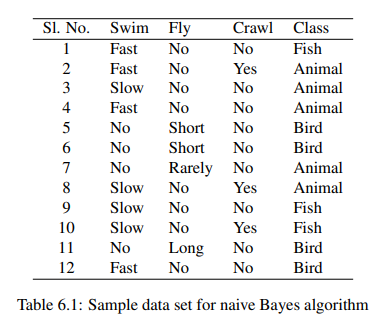 Sl. No. Swim Fly Crawl Class
1 Fast No No Fish
2 Fast No Yes Animal
3 Slow No No Animal
4 Fast No No Animal
5 No Short No Bird
6 No Short No Bird
7 No Rarely No Animal
8 Slow No Yes Animal
9 Slow No No Fish
10 Slow No Yes Fish
11 No Long No Bird
12 Fast No No Bird
Table 6.1: Sample data set for naive Bayes algorithm